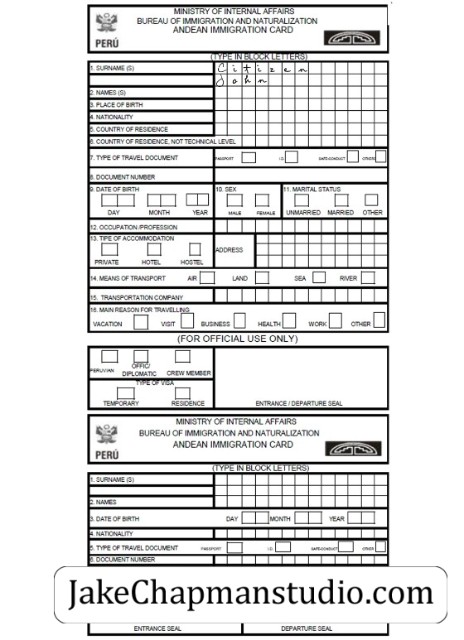 MINISTRY OF INTERNAL AFFAIRS
BUREAU OF IMMIGRATION AND NATURALIZATION
ANDEAN IMMIGRATION CARD
PERÚ
(TYPE IN BLOCK LETTERS)
1. SURNAME (S) Citizen
John
2. NAMES (S)
3. PLACE OF BIRTH
4. NATIONALITY
5. COUNTRY OF RESIDENCE
6. COUNTRY OF RESIDENCE, NOT TECHNICAL LEVEL
7. TYPE OF TRAVEL DOCUMENT PASSPORT I.D. SAFE-CONDUCT OTHER
8. DOCUMENT NUMBER
9. DATE OF BIRTH 10. SEX 11. MARITAL STATUS
DAY MONTH YEAR MALE FEMALE UNMARRIED MARRIED OTHER
12. OCCUPATION /PROFESSION
13. TIPE OF ACCOMMODATION
ADDRESS
PRIVATE HOTEL HOSTEL
14. MEANS OF TRANSPORT AIR LAND SEA RIVER
15. TRANSPORTATION COMPANY
16. MAIN REASON FOR TRAVELLING
VACATION VISIT BUSINESS HEALTH WORK OTHER
(FOR OFFICIAL USE ONLY)
PERUVIAN OFFIC/ DIPLOMATIC CREW MEMBER
TYPE OF VISA
TEMPORARY RESIDENCE ENTRANCE / DEPARTURE SEAL
MINISTRY OF INTERNAL AFFAIRS
BUREAU OF IMMIGRATION AND NATURALIZATION
ANDEAN IMMIGRATION CARD
PERÚ
(TYPE IN BLOCK LETTERS)
1. SURNAME (S)
2. NAMES
3. DATE OF BIRTH DAY MONTH YEAR
4. NATIONALITY
5. TYPE OF TRAVEL DOCUMENT PASSPORT I.D. SAFE-CONDUCT OTHER
6. DOCUMENT NUMBER
JakeChapmanstudio.com
ENTRANCE SEAL DEPARTURE SEAL